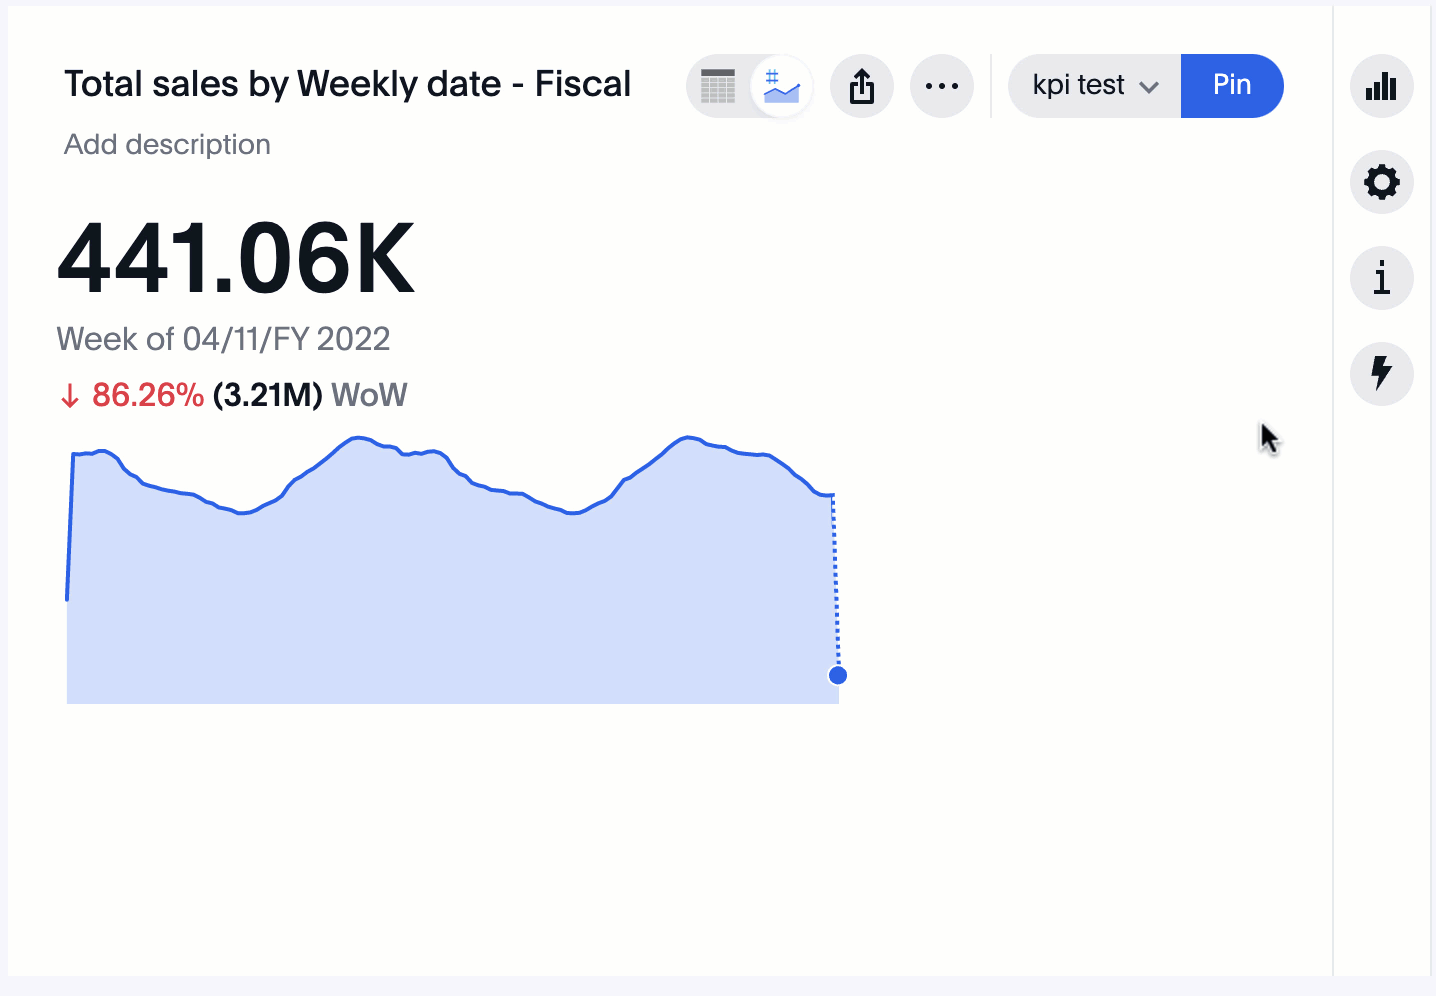 Total sales by Weekly date - Fiscal
kpi test
Pin
Add description
441.06K
Week of 04/11/FY 2022
↓ 86.26% (3.21M) WoW